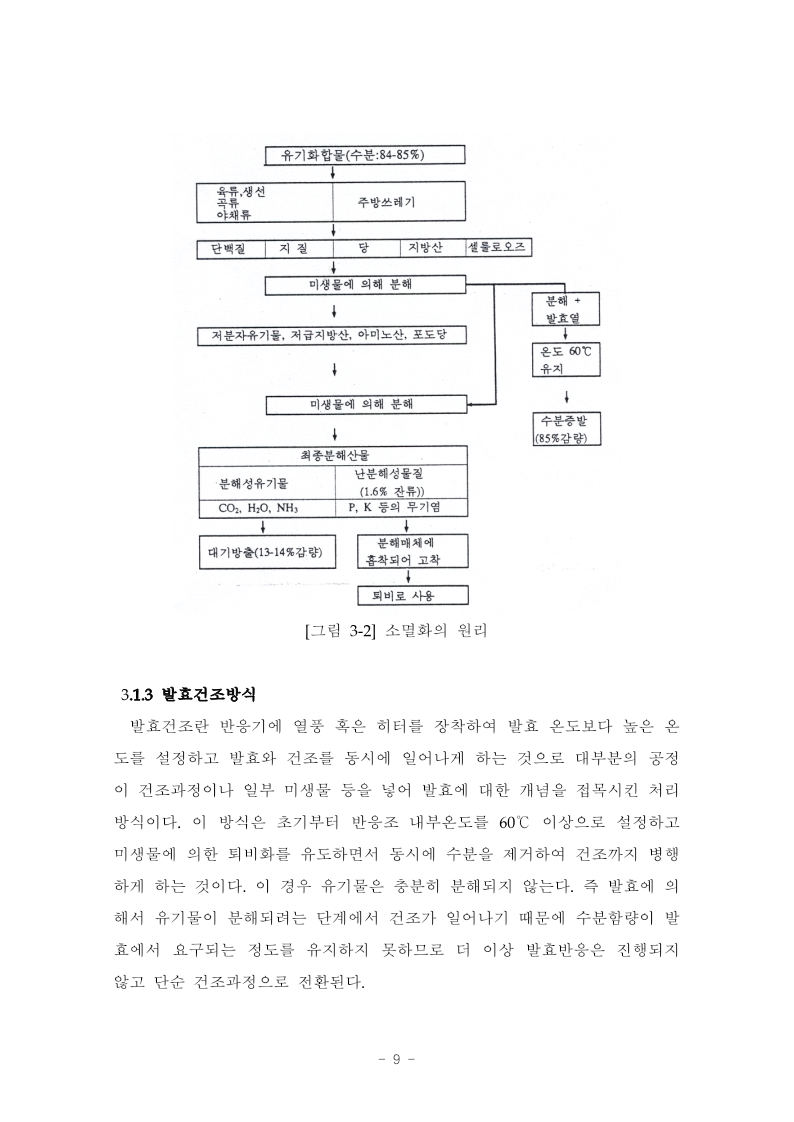 유기화합물(수분:84-85%)
육류,생선
곡류
야채류
주방쓰레기
단백질 지 질 당 지방산 셀룰로오즈
미생물에 의해 분해
분해 +
발효열
저분자유기물, 저급지방산, 아미노산, 포도당
온도 60℃
유지
미생물에 의해 분해
수분증발
(85%감량)
최종분해산물
분해성유기물
난분해성물질
(1.6% 잔류))
CO₂, H₂O, NH₃
P, K 등의 무기염
대기방출(13-14%감량)
분해매체에
흡착되어 고착
퇴비로 사용
[그림 3-2] 소멸화의 원리
3.1.3 발효건조방식
발효건조란 반응기에 열풍 혹은 히터를 장착하여 발효 온도보다 높은 온
도를 설정하고 발효와 건조를 동시에 일어나게 하는 것으로 대부분의 공정
이 건조과정이나 일부 미생물 등을 넣어 발효에 대한 개념을 접목시킨 처리
방식이다. 이 방식은 초기부터 반응조 내부온도를 60℃ 이상으로 설정하고
미생물에 의한 퇴비화를 유도하면서 동시에 수분을 제거하여 건조까지 병행
하게 하는 것이다. 이 경우 유기물은 충분히 분해되지 않는다. 즉 발효에 의
해서 유기물이 분해되려는 단계에서 건조가 일어나기 때문에 수분함량이 발
효에서 요구되는 정도를 유지하지 못하므로 더 이상 발효반응은 진행되지
않고 단순 건조과정으로 전환된다.
- 9 -